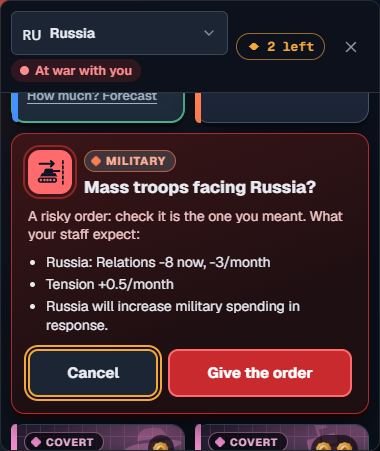 RU Russia
2 left
At war with you
How much? Forecast
MILITARY
Mass troops facing Russia?
A risky order: check it is the one you meant. What
your staff expect:
• Russia: Relations -8 now, -3/month
• Tension +0.5/month
• Russia will increase military spending in
response.
Cancel
Give the order
COVERT
COVERT